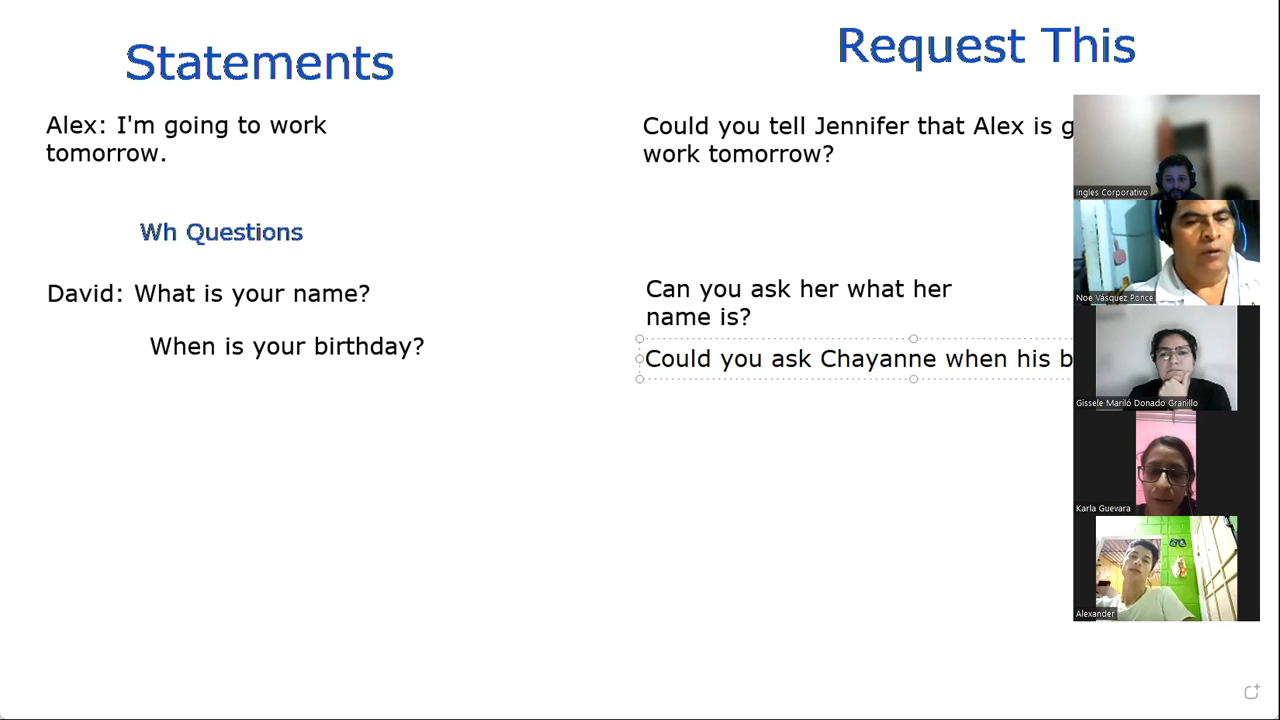 Statements
Request This
Alex: I'm going to work
tomorrow.
Could you tell Jennifer that Alex is g
work tomorrow?
Wh Questions
David: What is your name?
When is your birthday?
Can you ask her what her
name is?
Could you ask Chayanne when his b
Ingles Corporativo
Noe Vásquez Ponce
Gissele Mariló Donado Granillo
Karla Guevara
Alexander